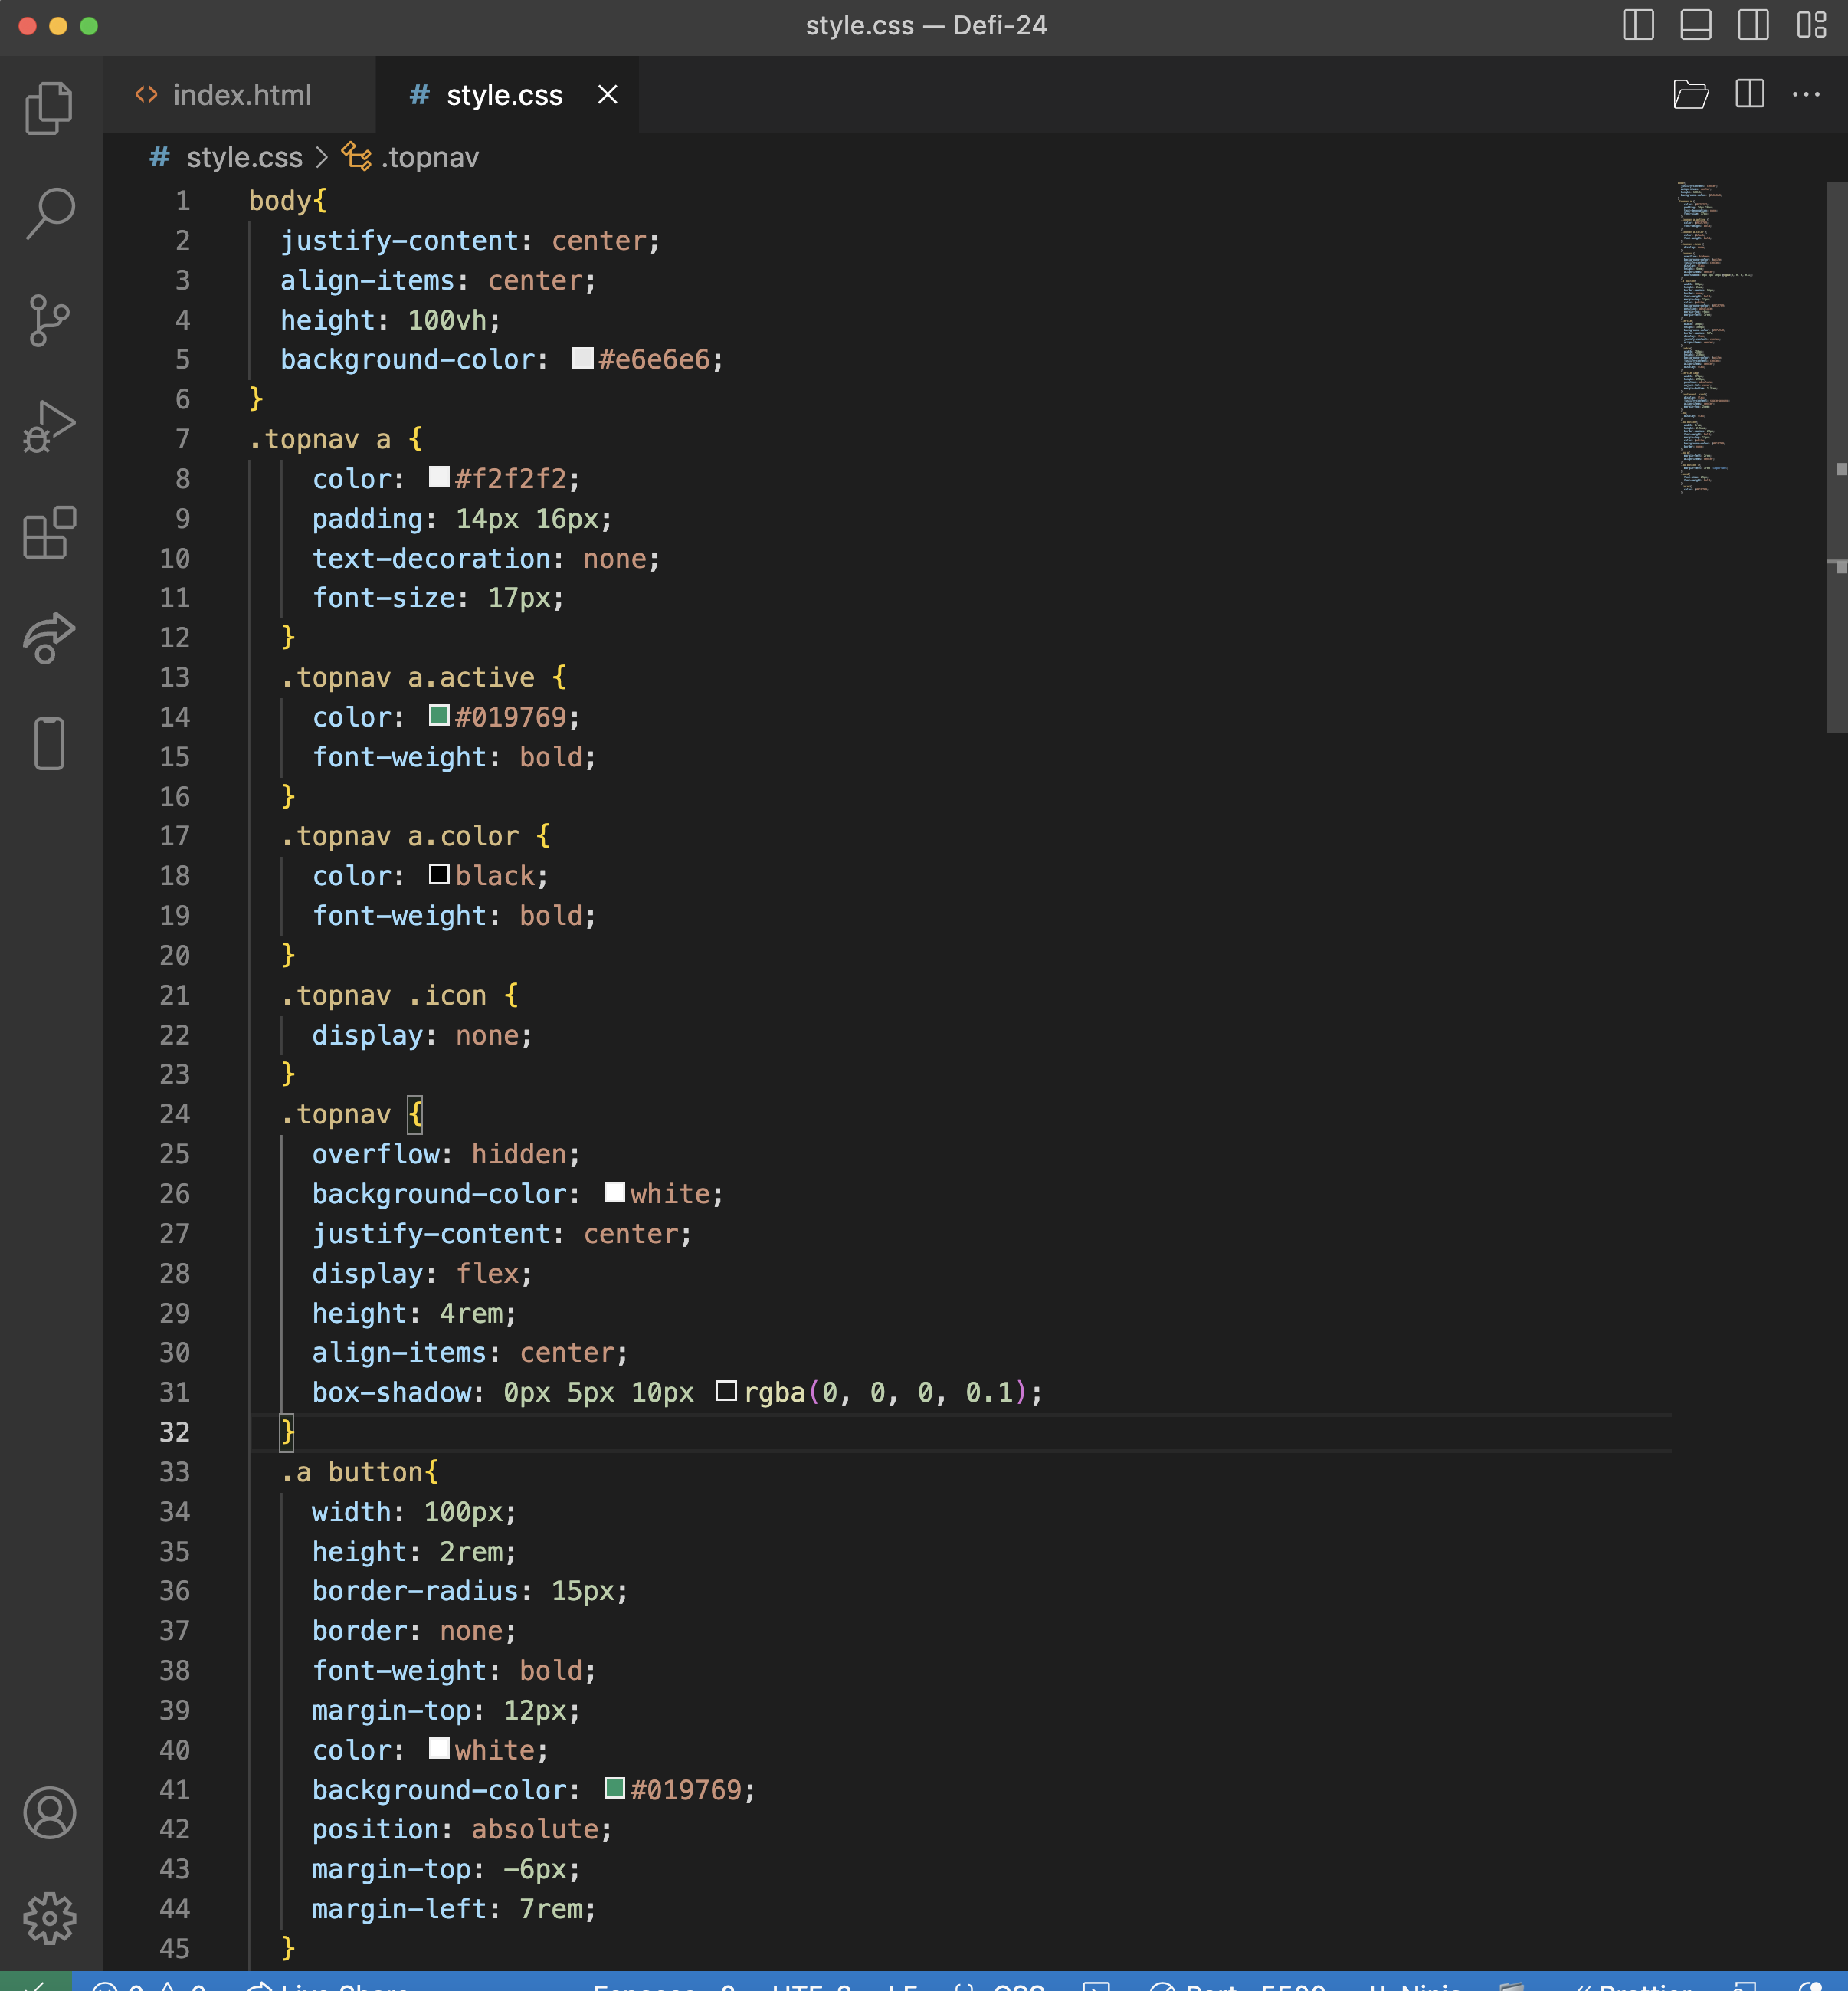 style.css — Defi-24
index.html
style.css
style.css > .topnav
1 body{
2 justify-content: center;
3 align-items: center;
4 height: 100vh;
5 background-color: #e6e6e6;
6 }
7 .topnav a {
8 color: #f2f2f2;
9 padding: 14px 16px;
10 text-decoration: none;
11 font-size: 17px;
12 }
13 .topnav a.active {
14 color: #019769;
15 font-weight: bold;
16 }
17 .topnav a.color {
18 color: black;
19 font-weight: bold;
20 }
21 .topnav .icon {
22 display: none;
23 }
24 .topnav {
25 overflow: hidden;
26 background-color: white;
27 justify-content: center;
28 display: flex;
29 height: 4rem;
30 align-items: center;
31 box-shadow: 0px 5px 10px rgba(0, 0, 0, 0.1);
32 }
33 .a button{
34 width: 100px;
35 height: 2rem;
36 border-radius: 15px;
37 border: none;
38 font-weight: bold;
39 margin-top: 12px;
40 color: white;
41 background-color: #019769;
42 position: absolute;
43 margin-top: -6px;
44 margin-left: 7rem;
45 }